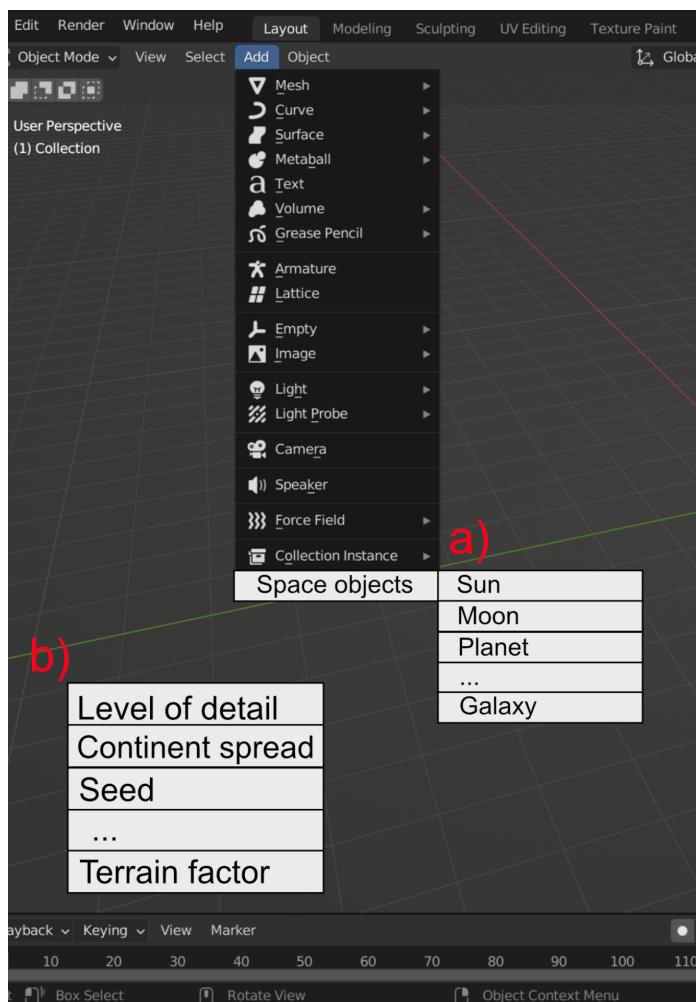 Edit Render Window Help Layout Modeling Sculpting UV Editing Texture Paint
Object Mode View Select Add Object
User Perspective
(1) Collection
Mesh
Curve
Surface
Metaball
Text
Volume
Grease Pencil
Armature
Lattice
Empty
Image
Light
Light Probe
Camera
Speaker
Force Field
Collection Instance
a)
Space objects
Sun
Moon
Planet
...
Galaxy
b)
Level of detail
Continent spread
Seed
...
Terrain factor
Keying View Marker
10 20 30 40 50 60 70 80 90 100 110
Box Select Rotate View Object Context Menu